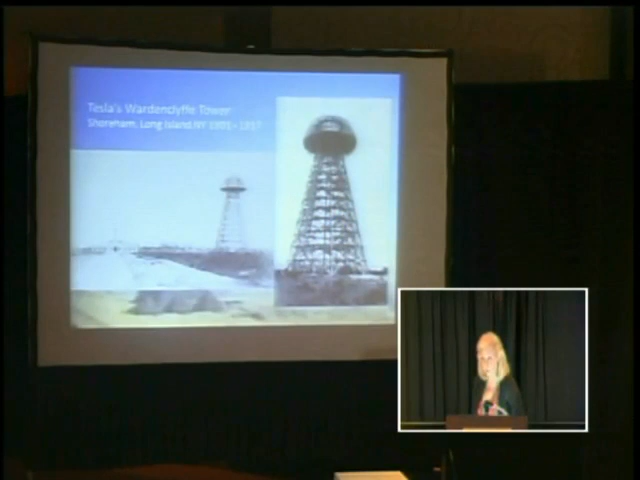 Tesla's Wardenclyffe Tower
Shoreham, Long Island NY 1901 - 1917